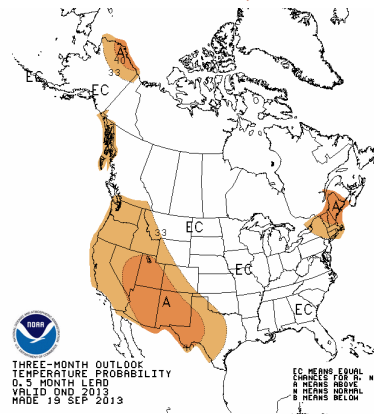 A
40
33
EC
EC
A
33
EC
EC
A
EC
NOAA
THREE-MONTH OUTLOOK
TEMPERATURE PROBABILITY
0.5 MONTH LEAD
VALID OND 2013
MADE 19 SEP 2013
EC MEANS EQUAL
CHANCES FOR A, N
A MEANS ABOVE
N MEANS NORMAL
B MEANS BELOW